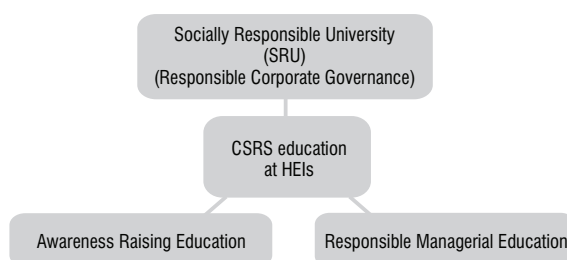 Socially Responsible University
(SRU)
(Responsible Corporate Governance)
CSRS education
at HEIs
Awareness Raising Education
Responsible Managerial Education